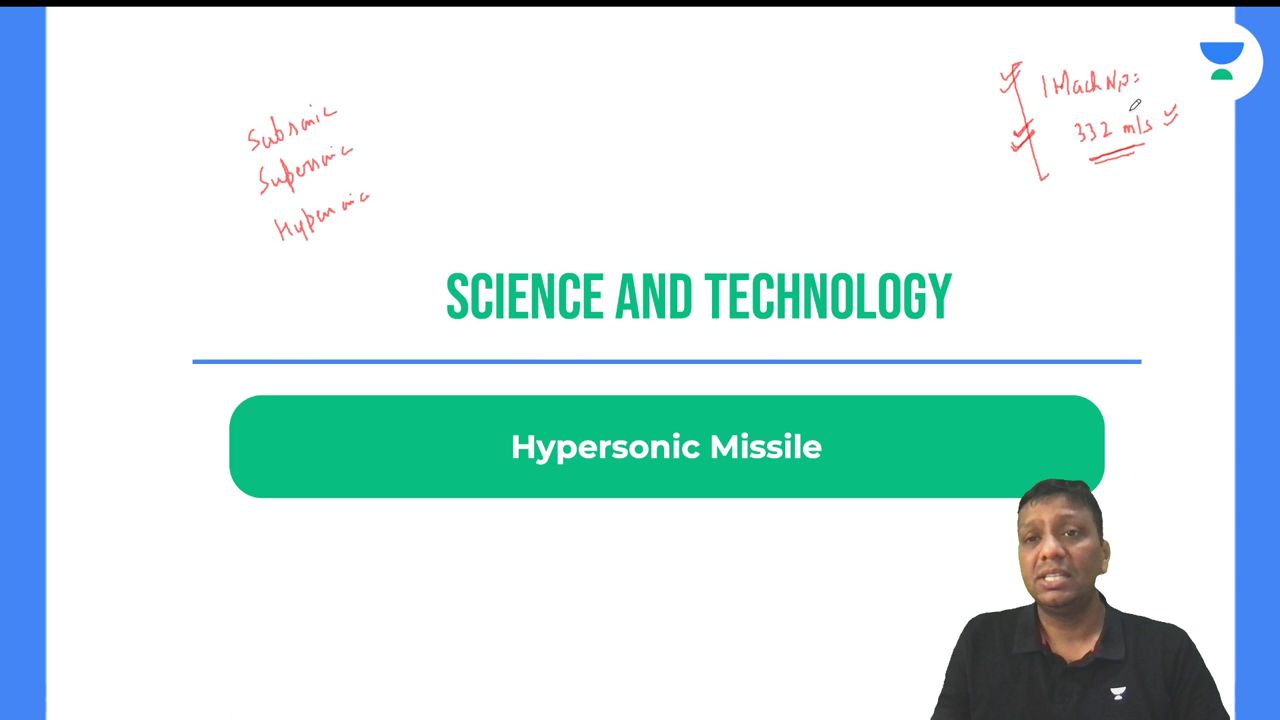 1 Mach No=
332 m/s
Subsonic
Supersonic
Hypersonic
SCIENCE AND TECHNOLOGY
Hypersonic Missile